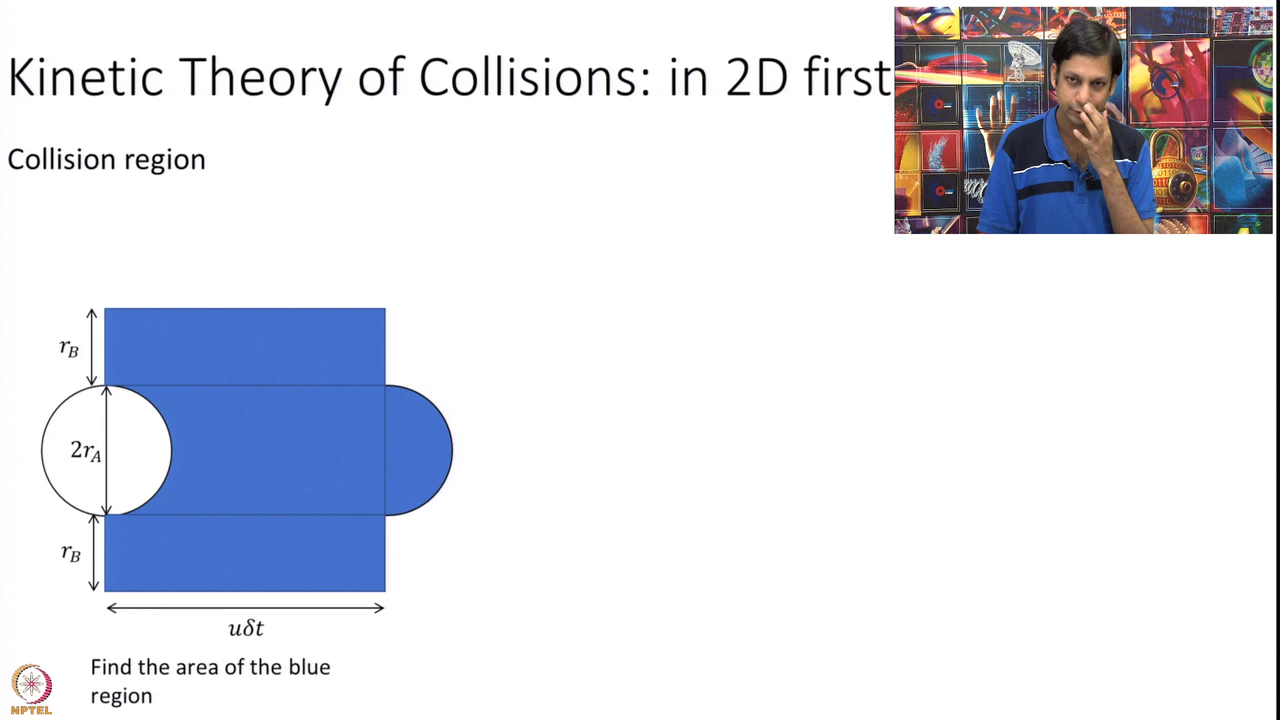 Kinetic Theory of Collisions: in 2D first
Collision region
r_B
2r_A
r_B
uδt
Find the area of the blue
region
NPTEL